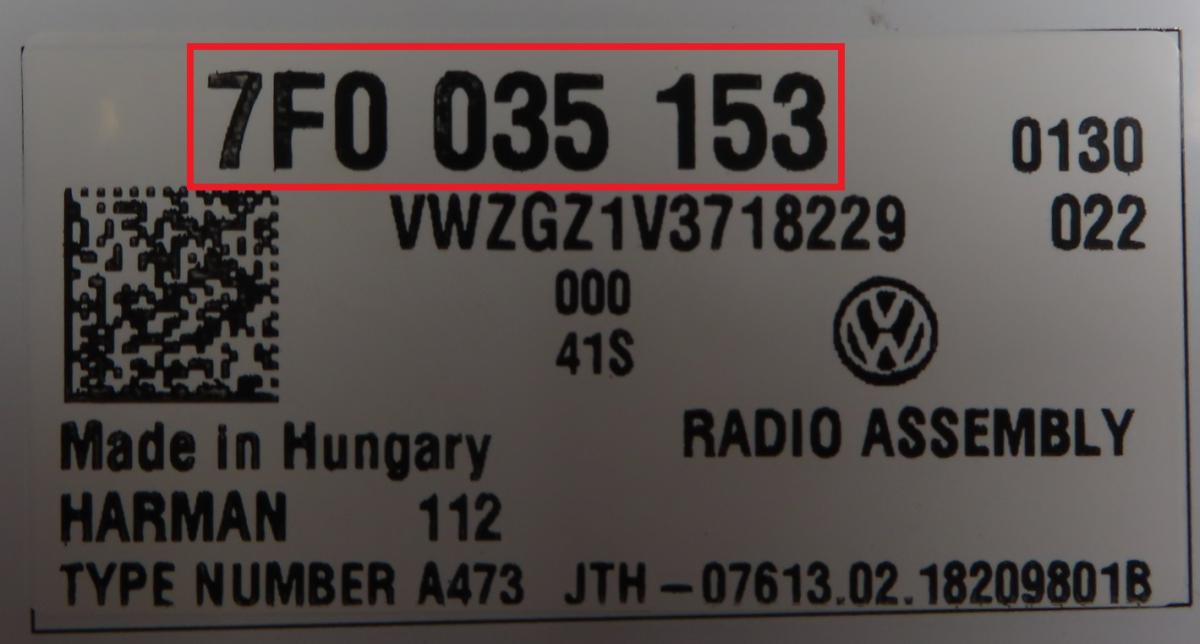 7F0 035 153 0130
VWZGZ1V3718229 022
000
41S
RADIO ASSEMBLY
Made in Hungary
HARMAN 112
TYPE NUMBER A473 JTH-07613.02.18209801B